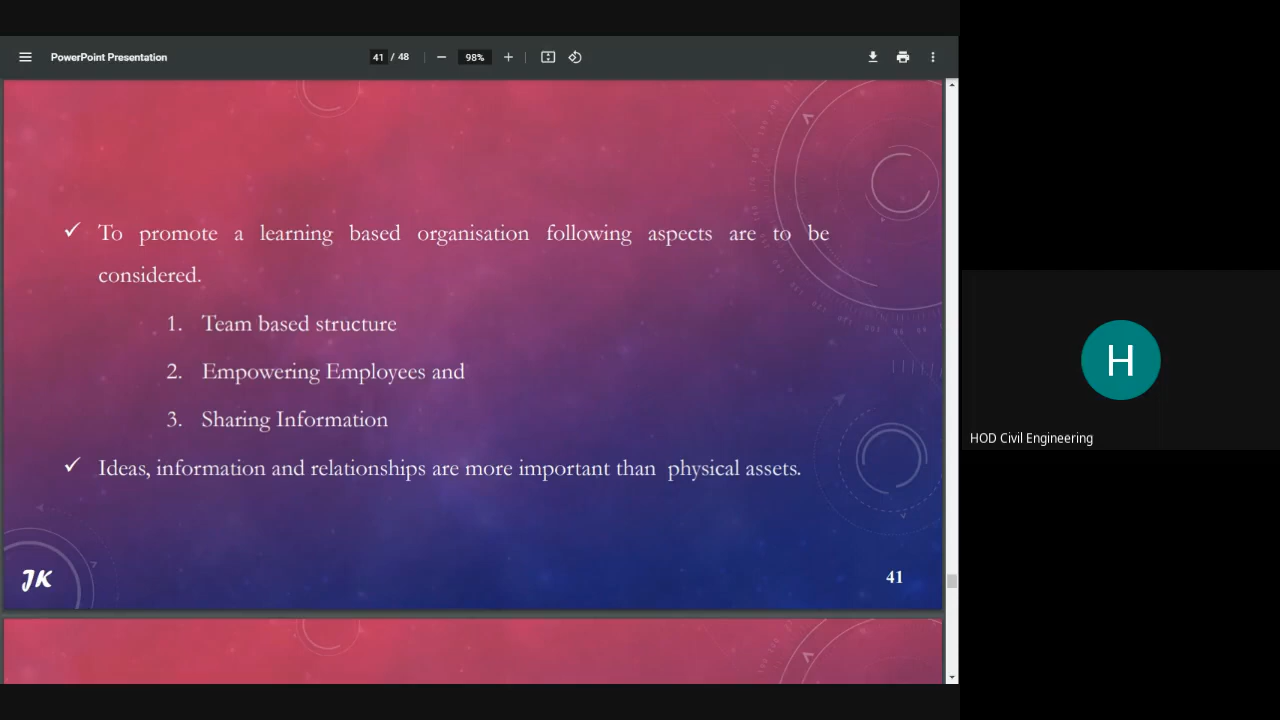 PowerPoint Presentation
41 / 48
98%
✓ To promote a learning based organisation following aspects are to be
considered.
1. Team based structure
2. Empowering Employees and
3. Sharing Information
✓ Ideas, information and relationships are more important than physical assets.
JK
41
H
HOD Civil Engineering